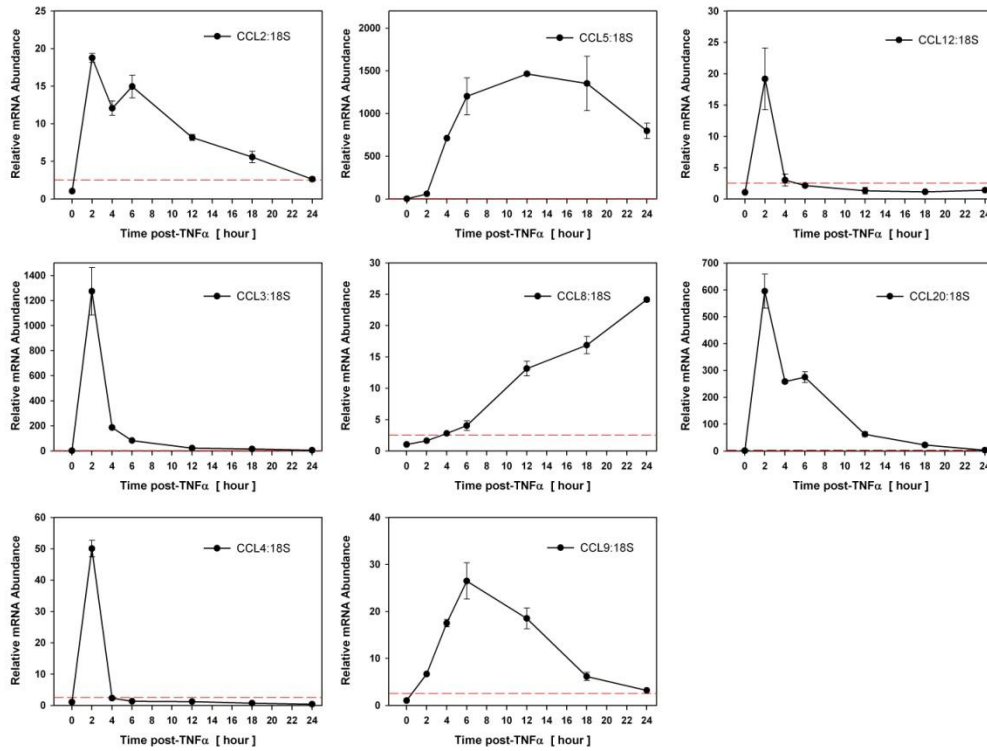 CCL2:18S
Relative mRNA Abundance
25
20
15
10
5
0
0 2 4 6 8 10 12 14 16 18 20 22 24
Time post-TNFα [ hour ]
CCL5:18S
Relative mRNA Abundance
2000
1500
1000
500
0
0 2 4 6 8 10 12 14 16 18 20 22 24
Time post-TNFα [ hour ]
CCL12:18S
Relative mRNA Abundance
30
25
20
15
10
5
0
0 2 4 6 8 10 12 14 16 18 20 22 24
Time post-TNFα [ hour ]
CCL3:18S
Relative mRNA Abundance
1400
1200
1000
800
600
400
200
0
0 2 4 6 8 10 12 14 16 18 20 22 24
Time post-TNFα [ hour ]
CCL8:18S
Relative mRNA Abundance
30
25
20
15
10
5
0
0 2 4 6 8 10 12 14 16 18 20 22 24
Time post-TNFα [ hour ]
CCL20:18S
Relative mRNA Abundance
700
600
500
400
300
200
100
0
0 2 4 6 8 10 12 14 16 18 20 22 24
Time post-TNFα [ hour ]
CCL4:18S
Relative mRNA Abundance
60
50
40
30
20
10
0
0 2 4 6 8 10 12 14 16 18 20 22 24
Time post-TNFα [ hour ]
CCL9:18S
Relative mRNA Abundance
40
30
20
10
0
0 2 4 6 8 10 12 14 16 18 20 22 24
Time post-TNFα [ hour ]